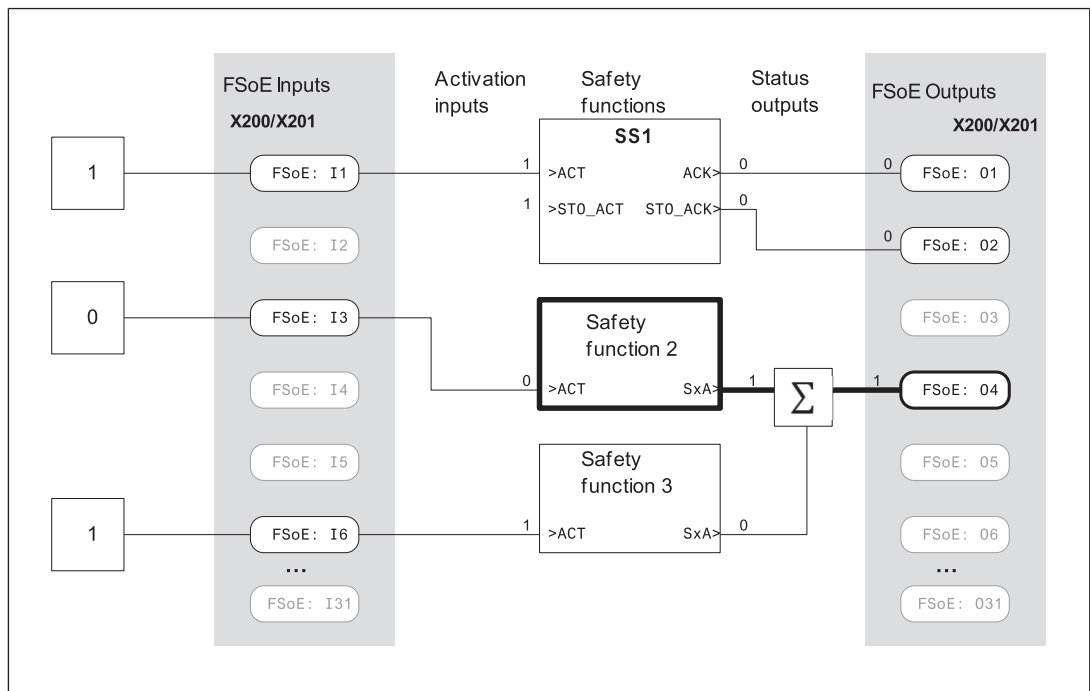 FSoE Inputs
X200/X201
Activation
inputs
Safety
functions
Status
outputs
FSoE Outputs
X200/X201
SS1
1
FSoE: I1
1
>ACT
ACK>
0
0
FSoE: O1
1
>STO_ACT
STO_ACK>
0
FSoE: I2
0
FSoE: O2
0
FSoE: I3
Safety
function 2
FSoE: O3
FSoE: I4
0
>ACT
SxA>
1
Σ
1
FSoE: O4
FSoE: I5
Safety
function 3
FSoE: O5
1
FSoE: I6
1
>ACT
SxA>
0
FSoE: O6
...
...
FSoE: I31
FSoE: O31